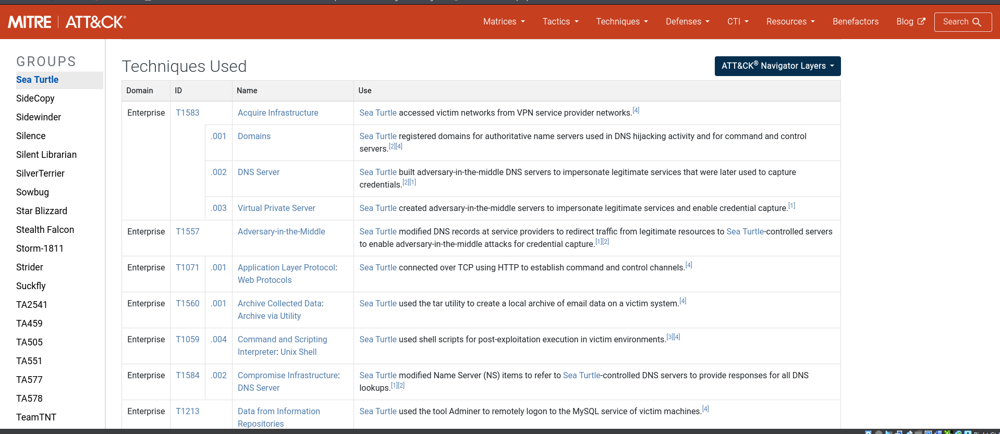 MITRE | ATT&CK®
Matrices
Tactics
Techniques
Defenses
CTI
Resources
Benefactors
Blog
Search
GROUPS
Sea Turtle
SideCopy
Sidewinder
Silence
Silent Librarian
SilverTerrier
Sowbug
Star Blizzard
Stealth Falcon
Storm-1811
Strider
Suckfly
TA2541
TA459
TA505
TA551
TA577
TA578
TeamTNT
Techniques Used
ATT&CK® Navigator Layers
Domain ID Name Use
Enterprise T1583 Acquire Infrastructure Sea Turtle accessed victim networks from VPN service provider networks.[4]
.001 Domains Sea Turtle registered domains for authoritative name servers used in DNS hijacking activity and for command and control
servers.[2][4]
.002 DNS Server Sea Turtle built adversary-in-the-middle DNS servers to impersonate legitimate services that were later used to capture
credentials.[2][1]
.003 Virtual Private Server Sea Turtle created adversary-in-the-middle servers to impersonate legitimate services and enable credential capture.[1]
Enterprise T1557 Adversary-in-the-Middle Sea Turtle modified DNS records at service providers to redirect traffic from legitimate resources to Sea Turtle-controlled servers
to enable adversary-in-the-middle attacks for credential capture.[1][2]
Enterprise T1071 .001 Application Layer Protocol: Sea Turtle connected over TCP using HTTP to establish command and control channels.[4]
Web Protocols
Enterprise T1560 .001 Archive Collected Data: Sea Turtle used the tar utility to create a local archive of email data on a victim system.[4]
Archive via Utility
Enterprise T1059 .004 Command and Scripting Sea Turtle used shell scripts for post-exploitation execution in victim environments.[3][4]
Interpreter: Unix Shell
Enterprise T1584 .002 Compromise Infrastructure: Sea Turtle modified Name Server (NS) items to refer to Sea Turtle-controlled DNS servers to provide responses for all DNS
DNS Server lookups.[1][2]
Enterprise T1213 Data from Information Sea Turtle used the tool Adminer to remotely logon to the MySQL service of victim machines.[4]
Repositories